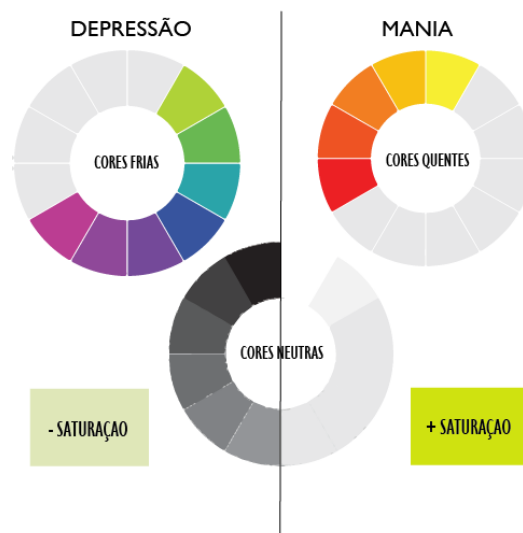 DEPRESSÃO
MANIA
CORES FRIAS
CORES QUENTES
CORES NEUTRAS
- SATURAÇAO
+ SATURAÇAO